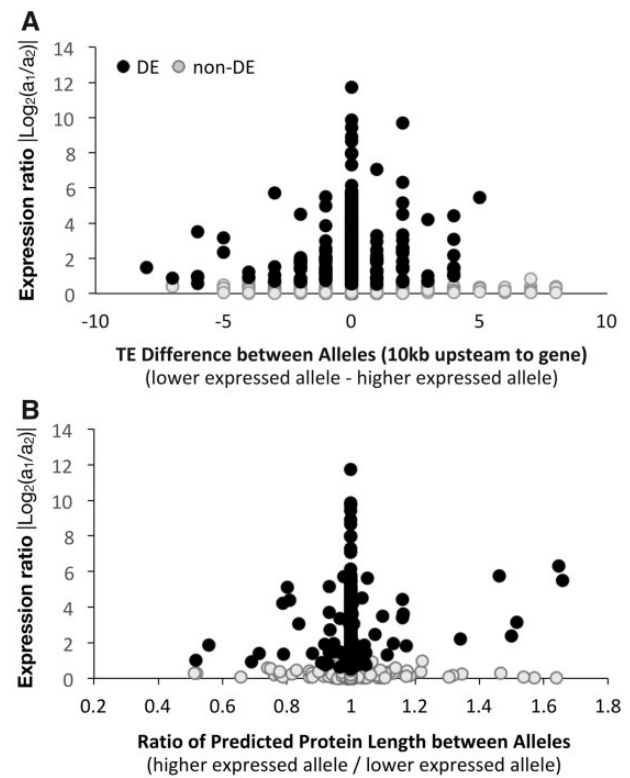 A
14
12
10
8
6
4
2
0
DE
non-DE
Expression ratio |Log2(a1/a2)|
-10 -5 0 5 10
TE Difference between Alleles (10kb upsteam to gene)
(lower expressed allele - higher expressed allele)
B
14
12
10
8
6
4
2
0
Expression ratio |Log2(a1/a2)|
0.2 0.4 0.6 0.8 1 1.2 1.4 1.6 1.8
Ratio of Predicted Protein Length between Alleles
(higher expressed allele / lower expressed allele)